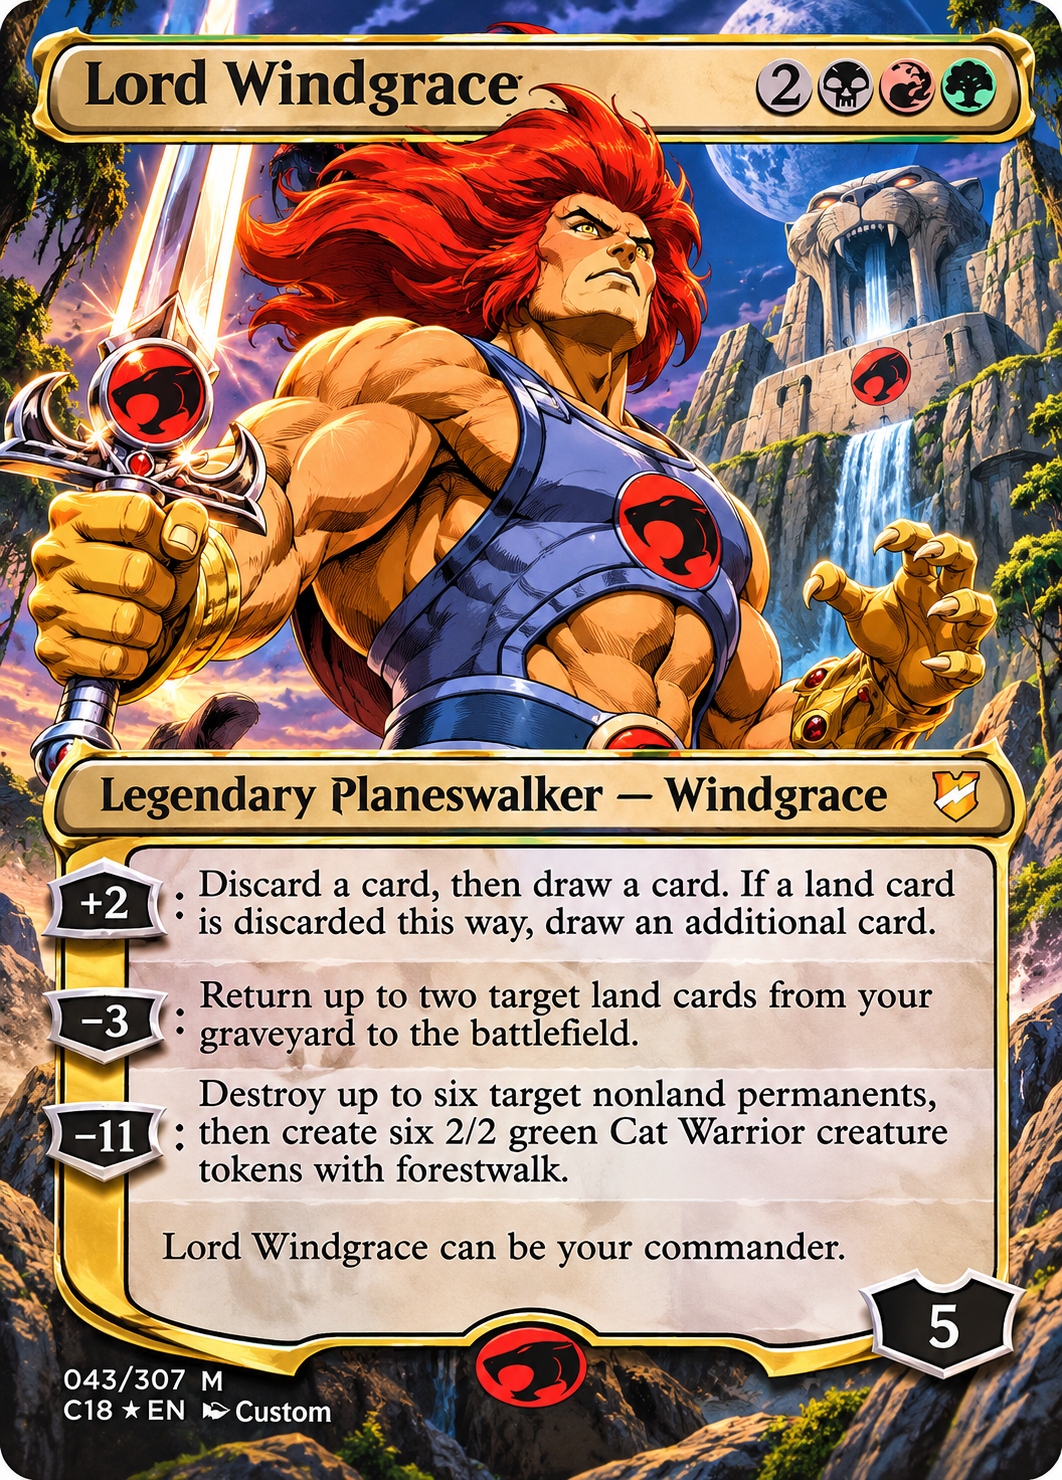 Lord Windgrace 2
Legendary Planeswalker — Windgrace
+2 : Discard a card, then draw a card. If a land card
is discarded this way, draw an additional card.
−3 : Return up to two target land cards from your
graveyard to the battlefield.
Destroy up to six target nonland permanents,
−11 : then create six 2/2 green Cat Warrior creature
tokens with forestwalk.
Lord Windgrace can be your commander.
5
043/307 M
C18 ★ EN Custom